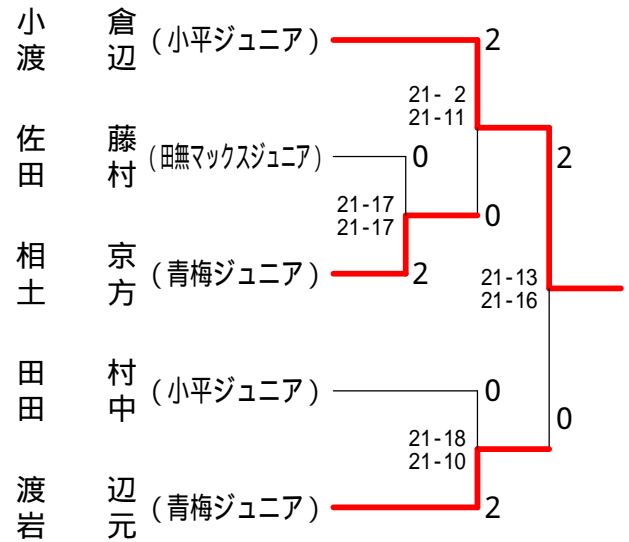 小 倉
渡 辺
(小平ジュニア)
2
21- 2
21-11
佐 藤
田 村
(田無マックスジュニア)
0
2
21-17
21-17
0
相 京
土 方
(青梅ジュニア)
2
21-13
21-16
田 村
田 中
(小平ジュニア)
0
0
21-18
21-10
渡 辺
岩 元
(青梅ジュニア)
2